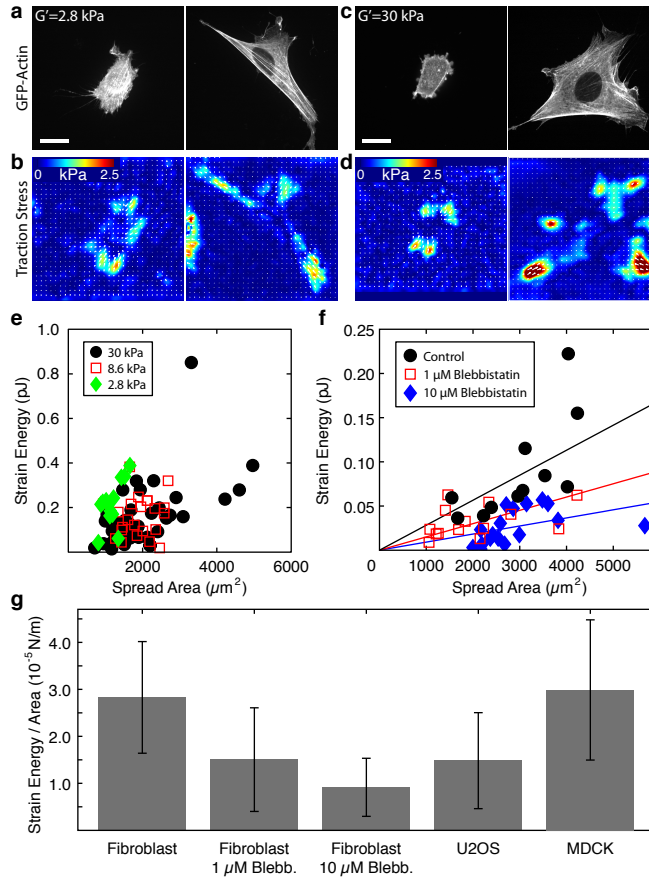 a
G'=2.8 kPa
c
G'=30 kPa
GFP-Actin
b
0 kPa 2.5
d
0 kPa 2.5
Traction Stress
e
1.0
0.8
0.6
0.4
0.2
Strain Energy (pJ)
30 kPa
8.6 kPa
2.8 kPa
0 2000 4000 6000
Spread Area (μm²)
f
0.25
0.20
0.15
0.10
0.05
0
Strain Energy (pJ)
Control
1 μM Blebbistatin
10 μM Blebbistatin
0 1000 2000 3000 4000 5000
Spread Area (μm²)
g
4.0
3.0
2.0
1.0
Strain Energy / Area (10⁻⁵ N/m)
Fibroblast
Fibroblast
1 μM Blebb.
Fibroblast
10 μM Blebb.
U2OS
MDCK